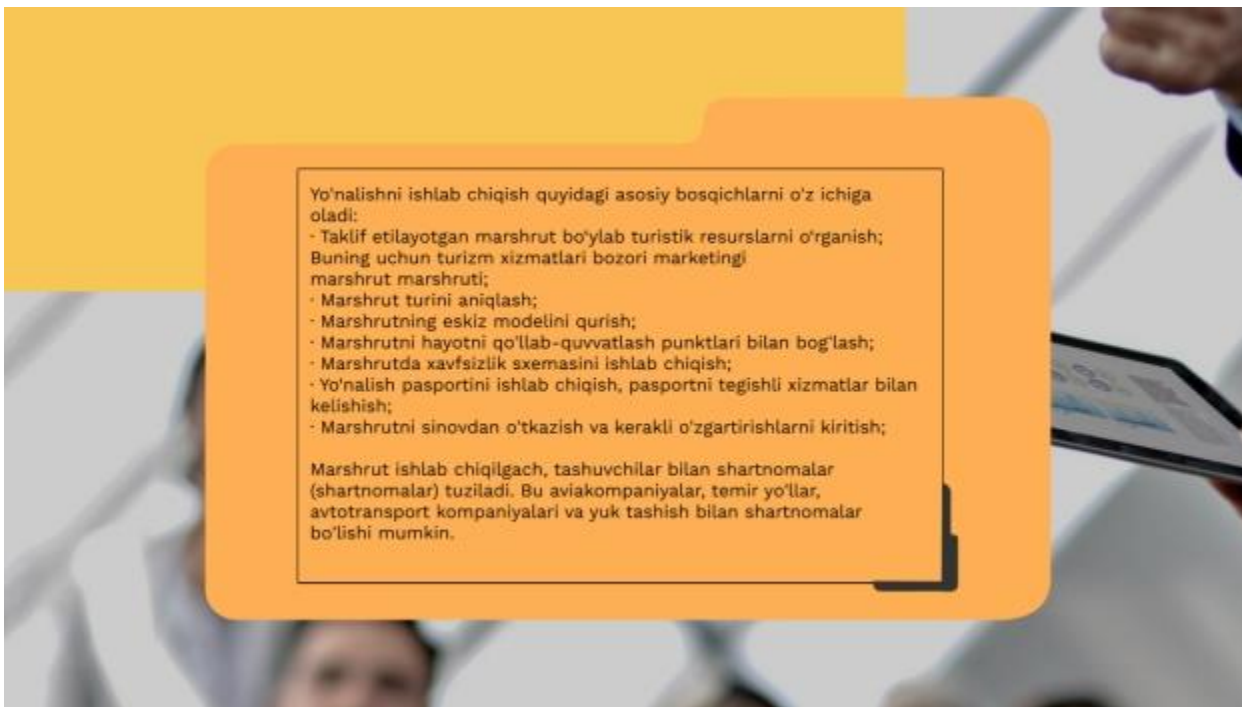 Yo'nalishni ishlab chiqish quyidagi asosiy bosqichlarni o'z ichiga
oladi:
· Taklif etilayotgan marshrut bo'ylab turistik resurslarni o'rganish;
Buning uchun turizm xizmatlari bozori marketingi
marshrut marshruti;
· Marshrut turini aniqlash;
· Marshrutning eskiz modelini qurish;
· Marshrutni hayotni qo'llab-quvvatlash punktlari bilan bog'lash;
· Marshrutda xavfsizlik sxemasini ishlab chiqish;
· Yo'nalish pasportini ishlab chiqish, pasportni tegishli xizmatlar bilan
kelishish;
· Marshrutni sinovdan o'tkazish va kerakli o'zgartirishlarni kiritish;
Marshrut ishlab chiqilgach, tashuvchilar bilan shartnomalar
(shartnomalar) tuziladi. Bu aviakompaniyalar, temir yo'llar,
avtotransport kompaniyalari va yuk tashish bilan shartnomalar
bo'lishi mumkin.